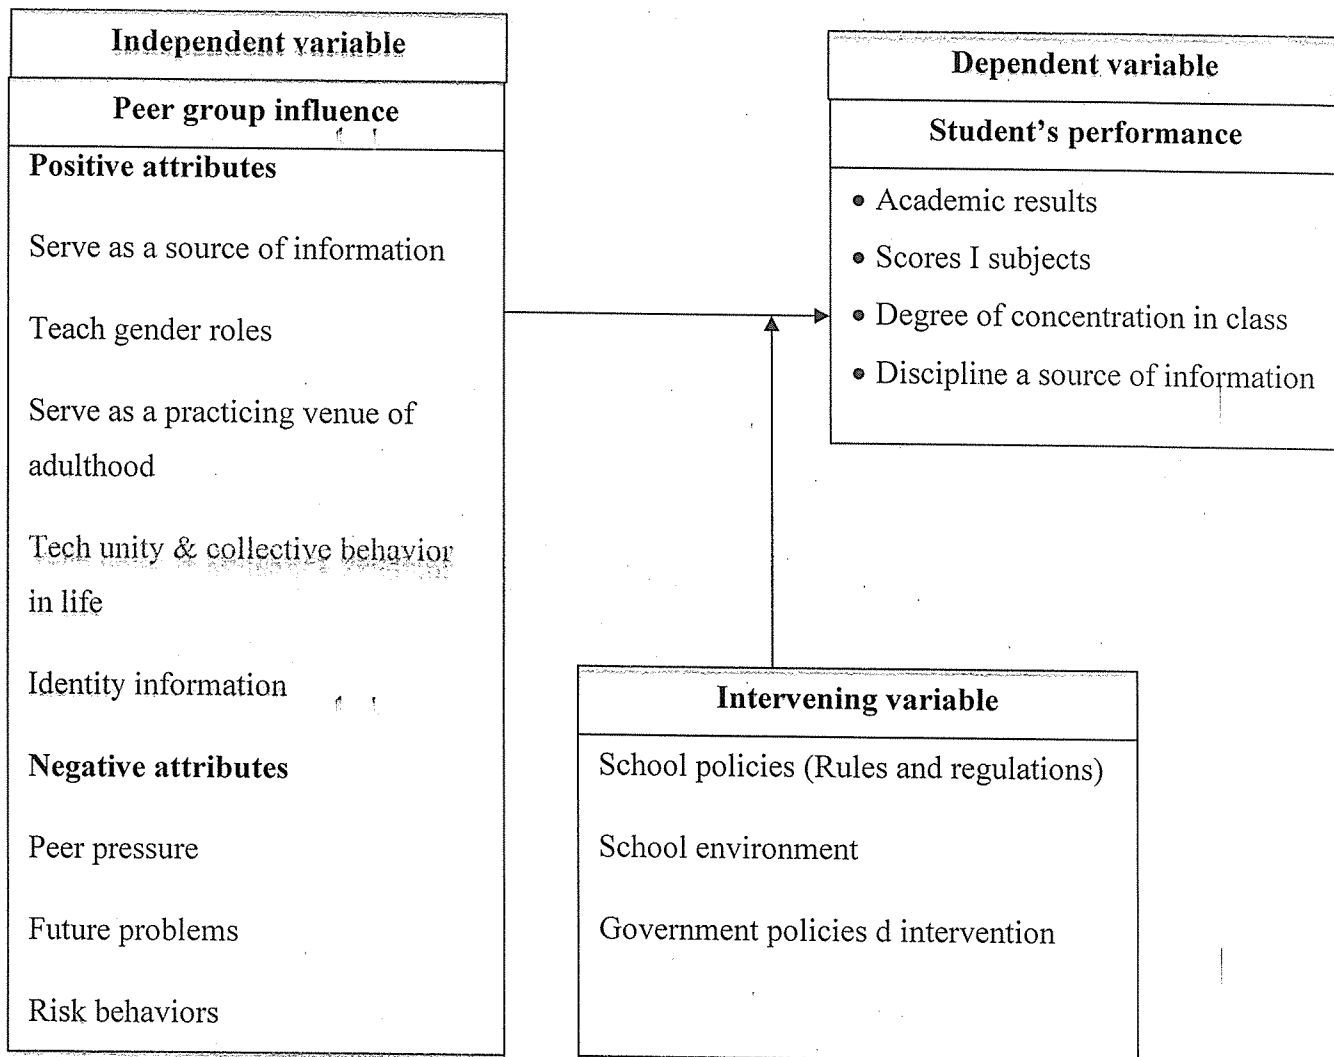 Independent variable
Peer group influence
Positive attributes
Serve as a source of information
Teach gender roles
Serve as a practicing venue of
adulthood
Tech unity & collective behavior
in life
Identity information
Negative attributes
Peer pressure
Future problems
Risk behaviors
Dependent variable
Student's performance
• Academic results
• Scores I subjects
• Degree of concentration in class
• Discipline a source of information
Intervening variable
School policies (Rules and regulations)
School environment
Government policies d intervention